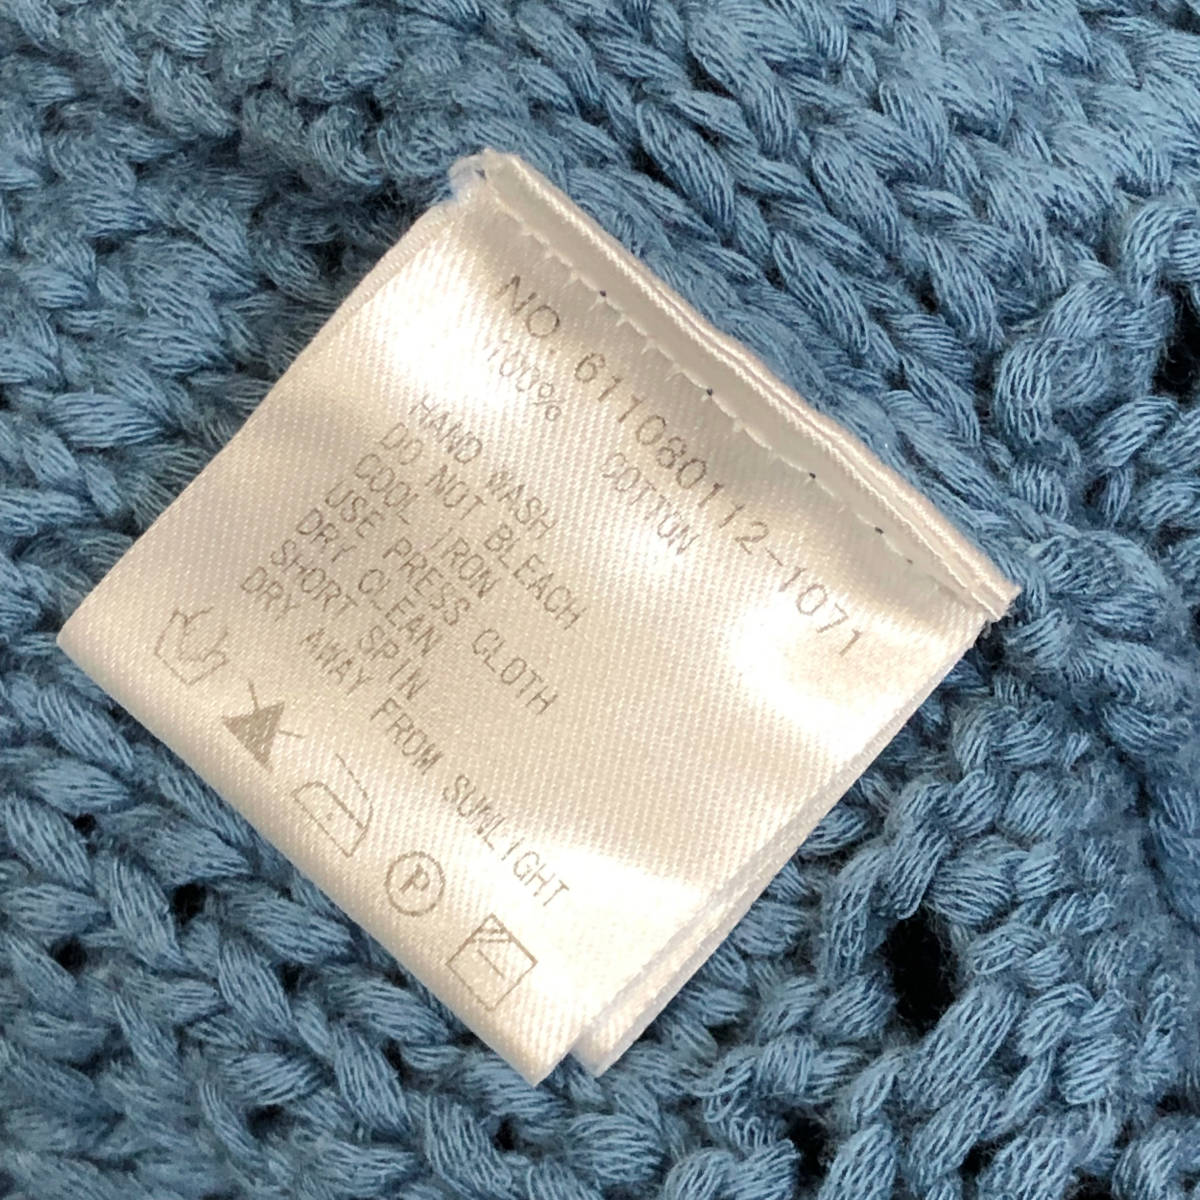 NO. 611080112-1071
100% COTTON
HAND WASH
DO NOT BLEACH
COOL IRON
USE PRESS CLOTH
DRY CLEAN
SHORT SPIN
DRY AWAY FROM SUNLIGHT
P